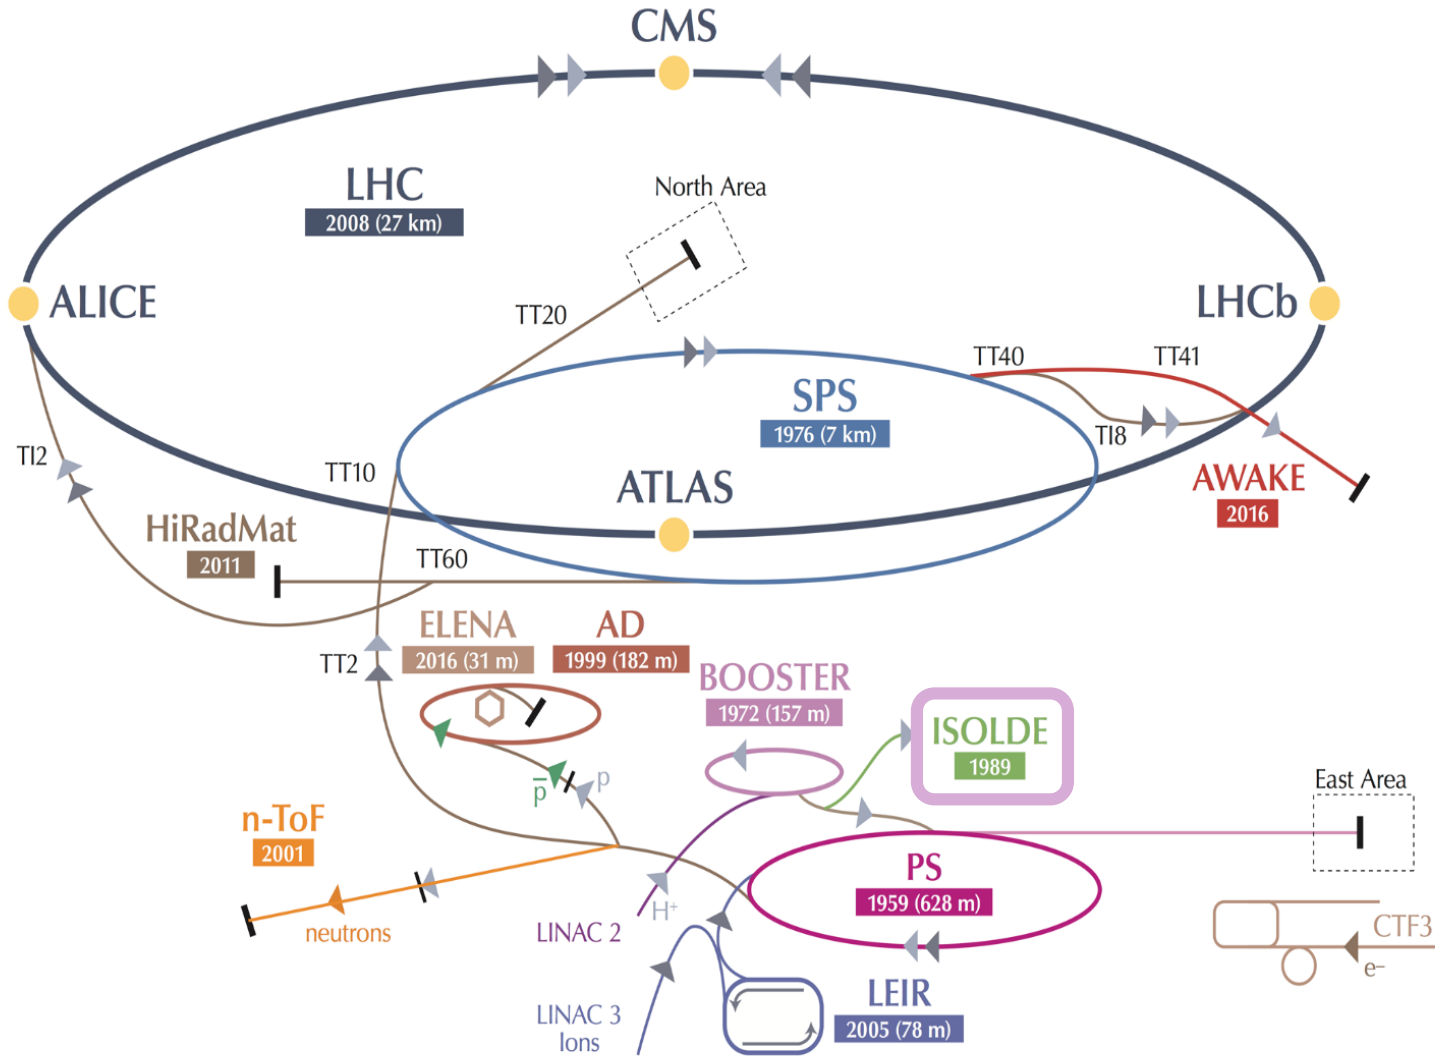 CMS
LHC
2008 (27 km)
North Area
ALICE
LHCb
TT20
TT40
TT41
SPS
1976 (7 km)
TI8
TI2
TT10
ATLAS
AWAKE
2016
HiRadMat
2011
TT60
ELENA
2016 (31 m)
AD
1999 (182 m)
TT2
BOOSTER
1972 (157 m)
ISOLDE
1989
p̅
p
East Area
n-ToF
2001
neutrons
PS
1959 (628 m)
H⁺
LINAC 2
CTF3
e⁻
LEIR
2005 (78 m)
LINAC 3
Ions